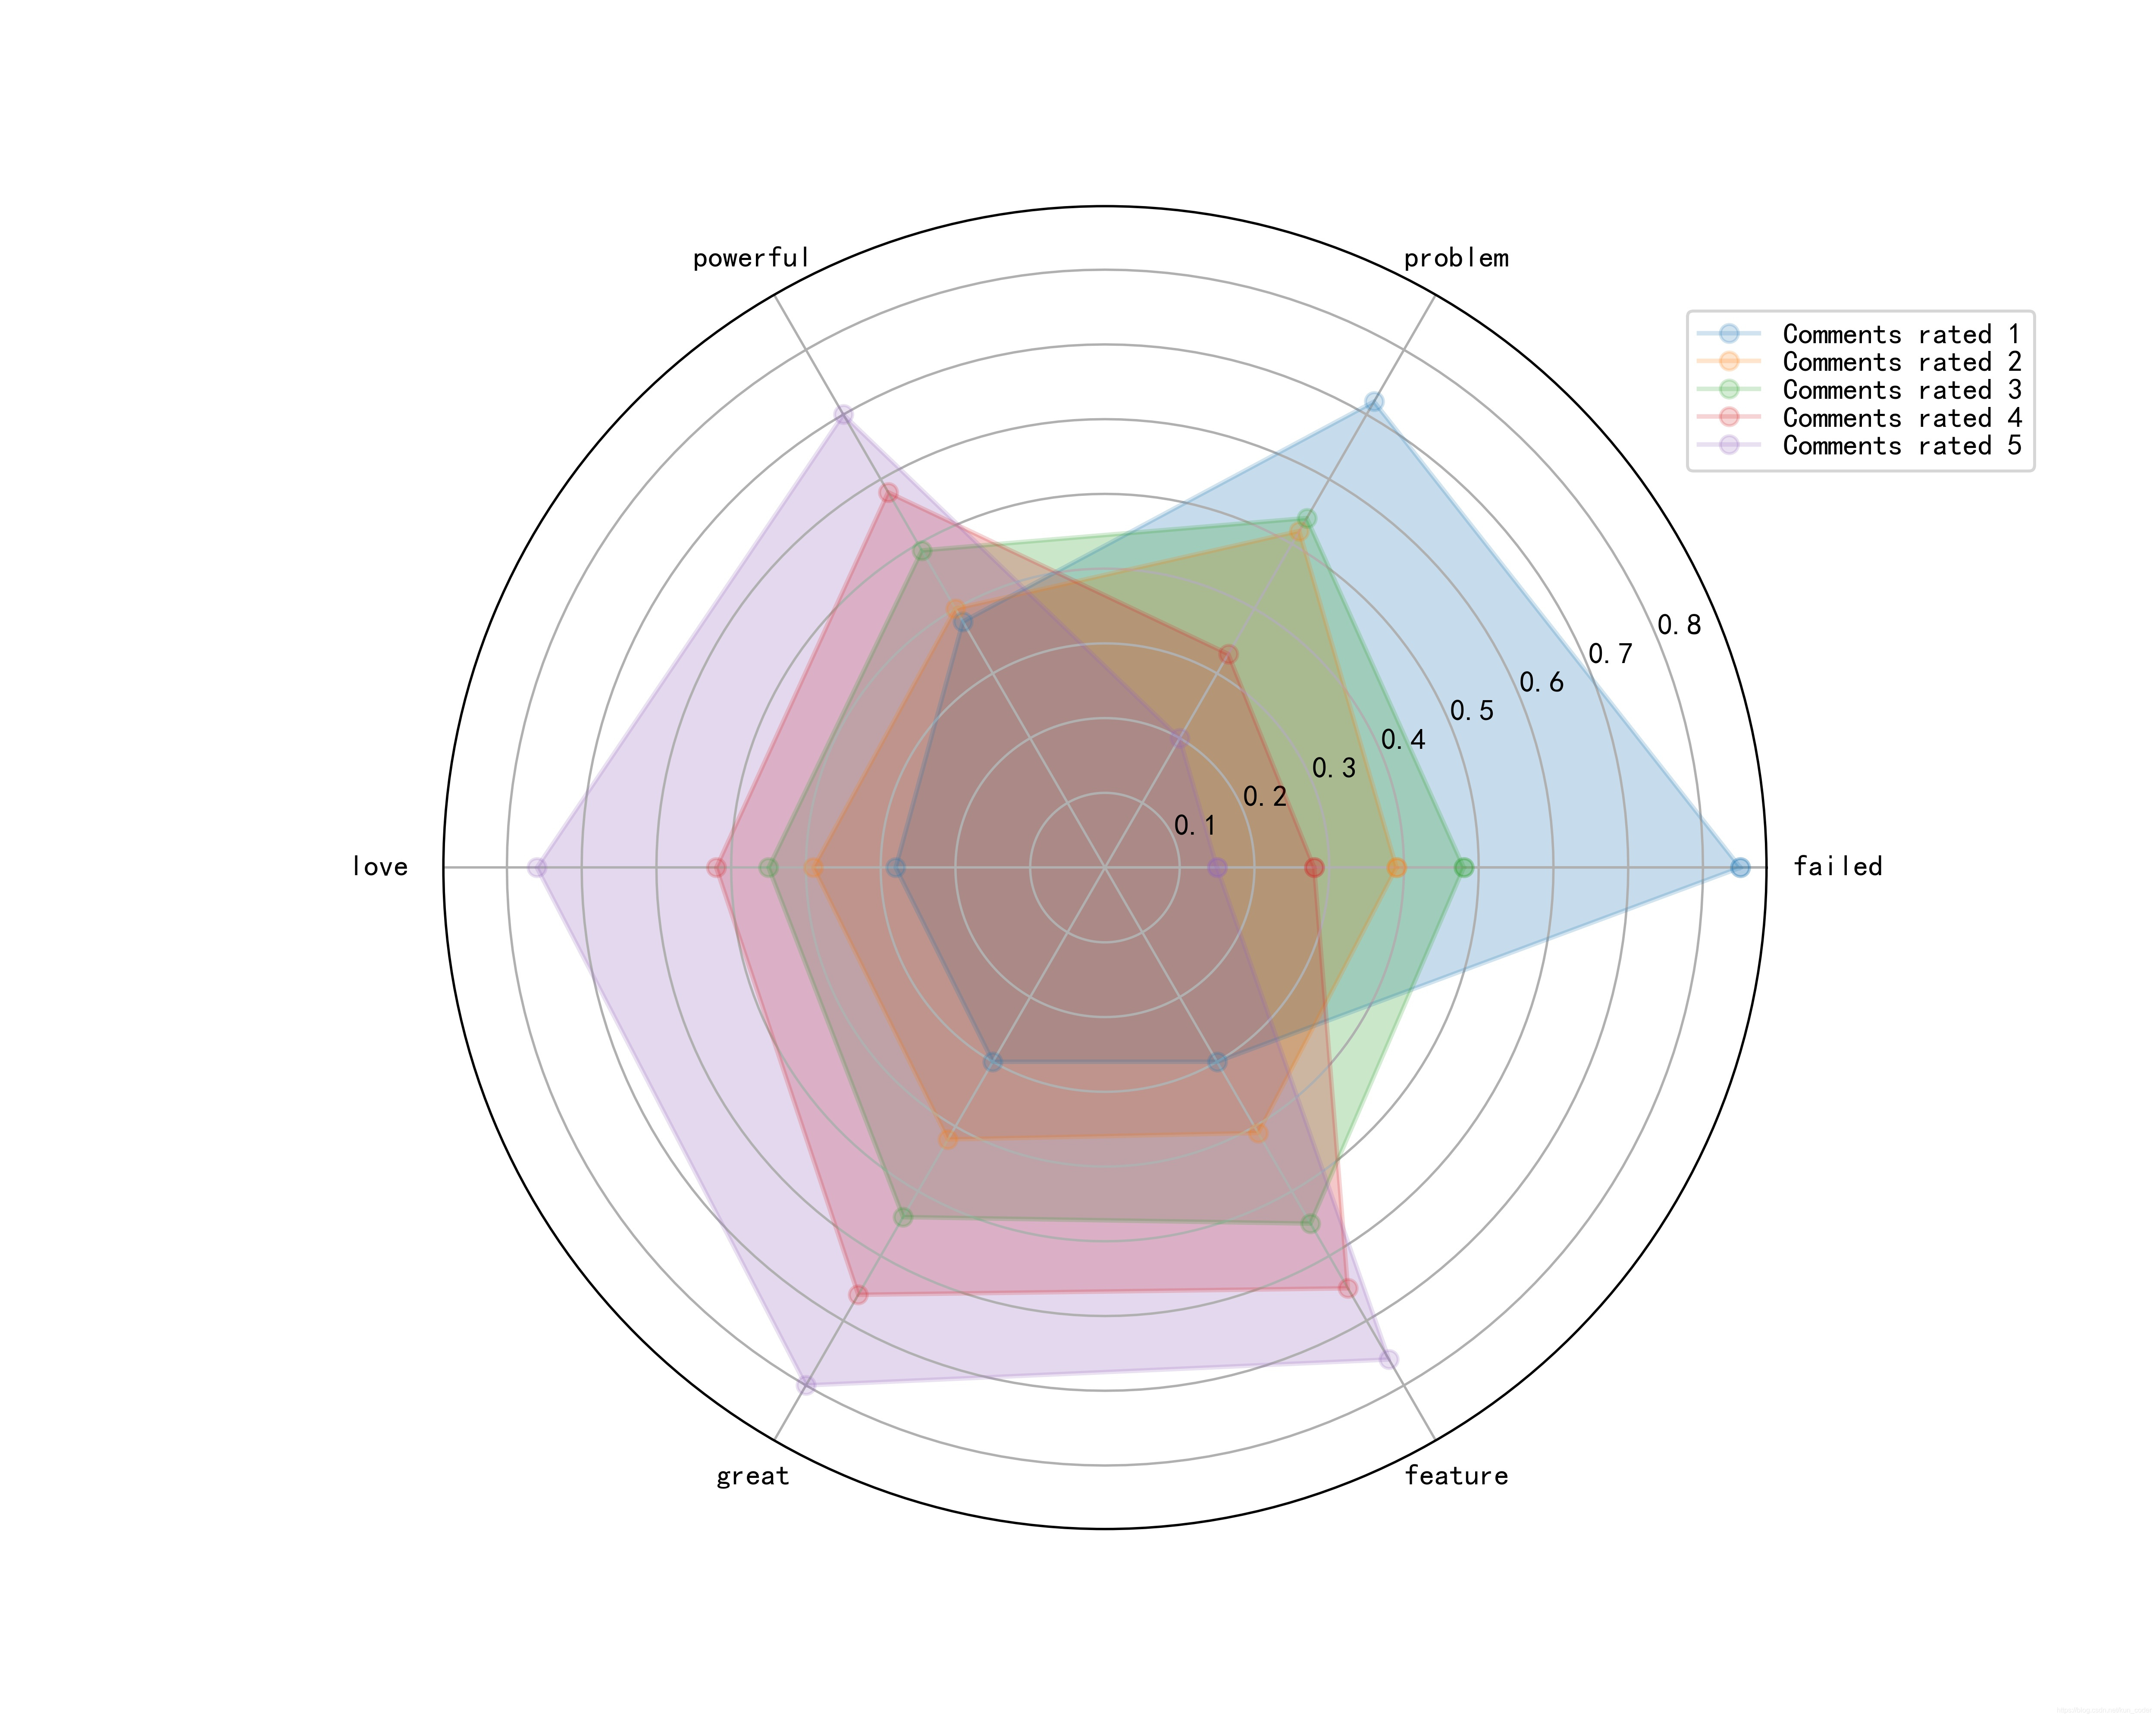 powerful
problem
Comments rated 1
Comments rated 2
Comments rated 3
Comments rated 4
Comments rated 5
0.8
0.7
0.6
0.5
0.4
0.3
0.2
0.1
love
failed
great
feature